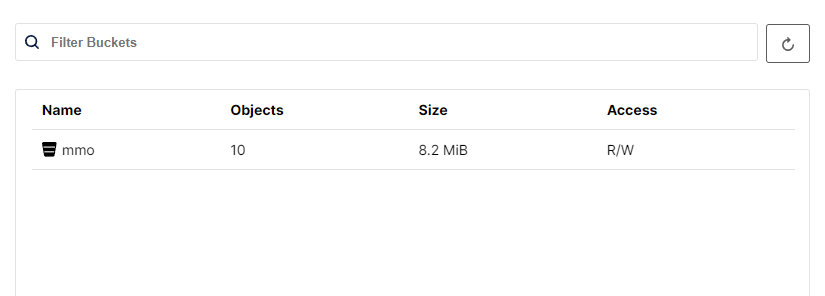 Filter Buckets
Name Objects Size Access
mmo 10 8.2 MiB R/W